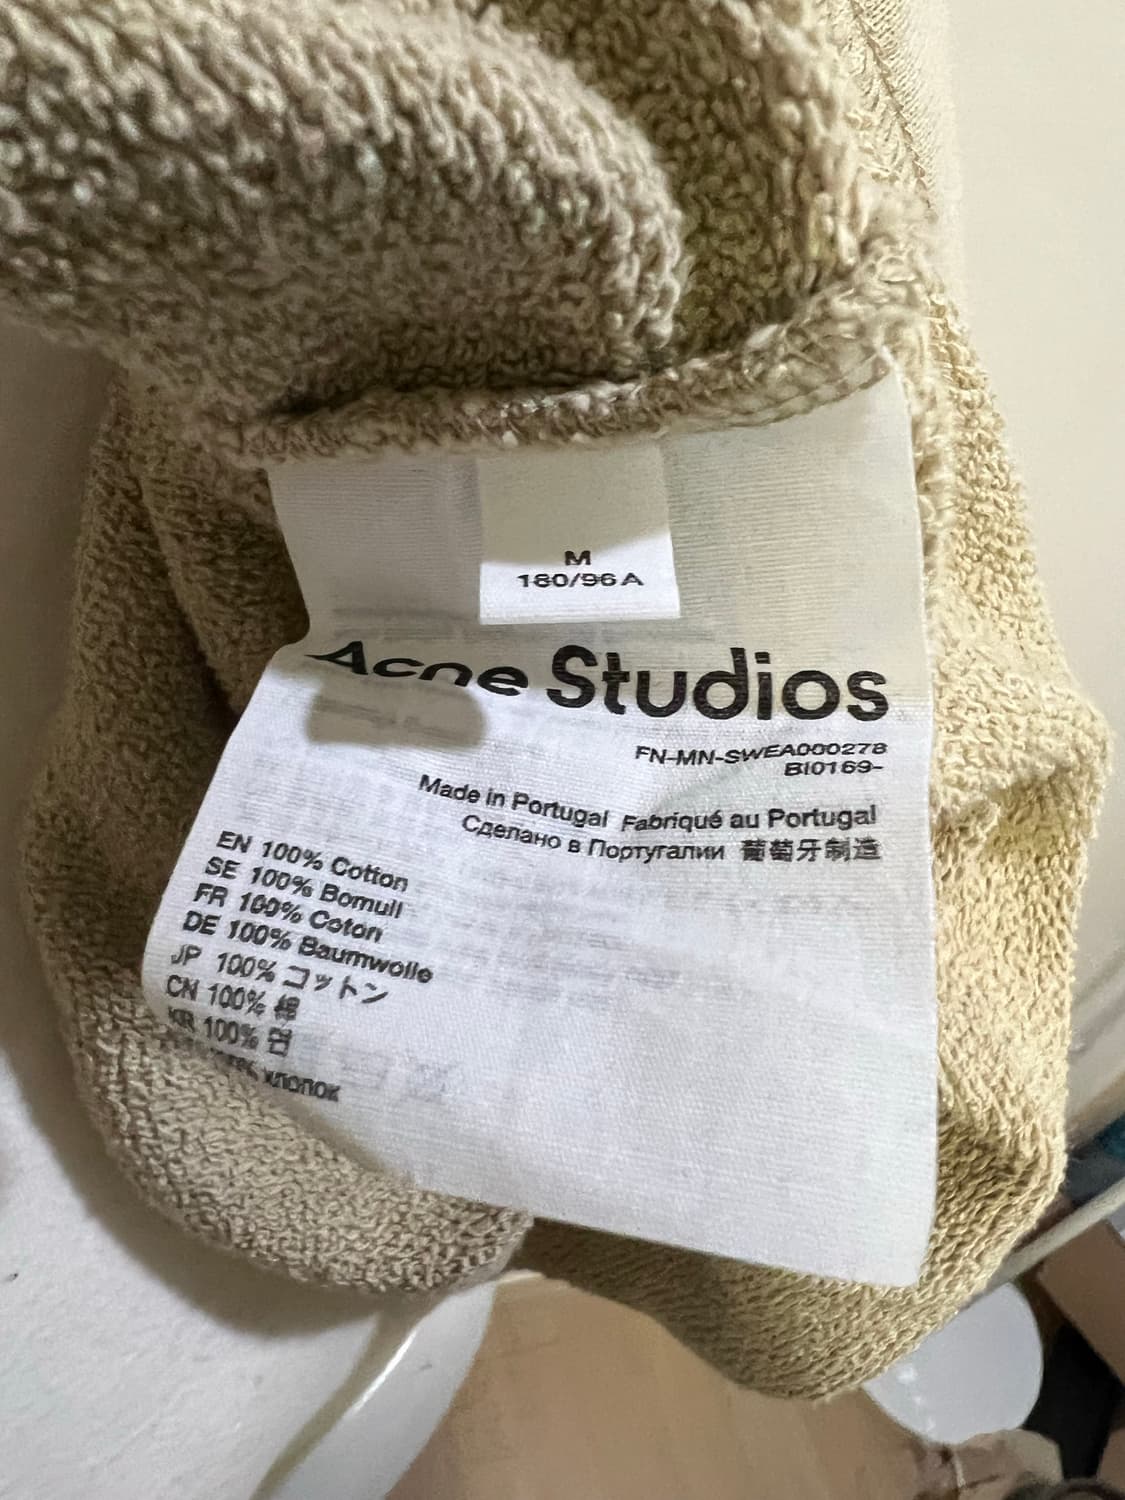 M
180/96A
Acne Studios
FN-MN-SWEA000278
BI0169-
Made in Portugal Fabriqué au Portugal
Сделано в Португалии 葡萄牙制造
EN 100% Cotton
SE 100% Bomull
FR 100% Coton
DE 100% Baumwolle
JP 100% コットン
CN 100% 棉
KR 100% 면
хлопок